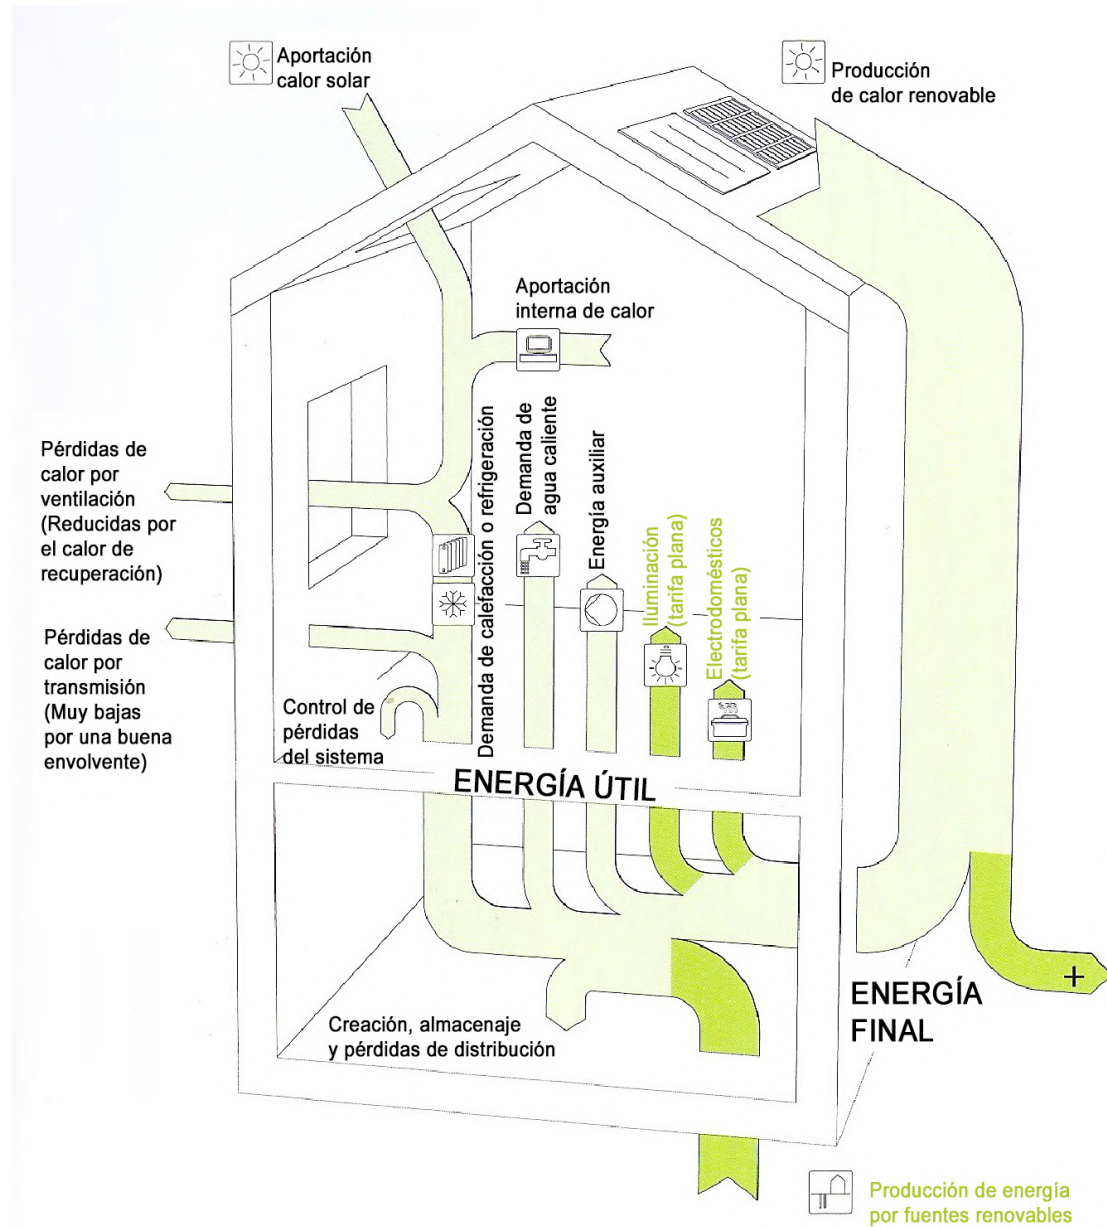 Aportación
calor solar
Producción
de calor renovable
Aportación
interna de calor
Pérdidas de
calor por
ventilación
(Reducidas por
el calor de
recuperación)
Pérdidas de
calor por
transmisión
(Muy bajas
por una buena
envolvente)
Control de
pérdidas
del sistema
Demanda de calefacción o refrigeración
Demanda de
agua caliente
Energía auxiliar
Iluminación
(tarifa plana)
Electrodomésticos
(tarifa plana)
ENERGÍA ÚTIL
ENERGÍA
FINAL
+
Creación, almacenaje
y pérdidas de distribución
Producción de energía
por fuentes renovables